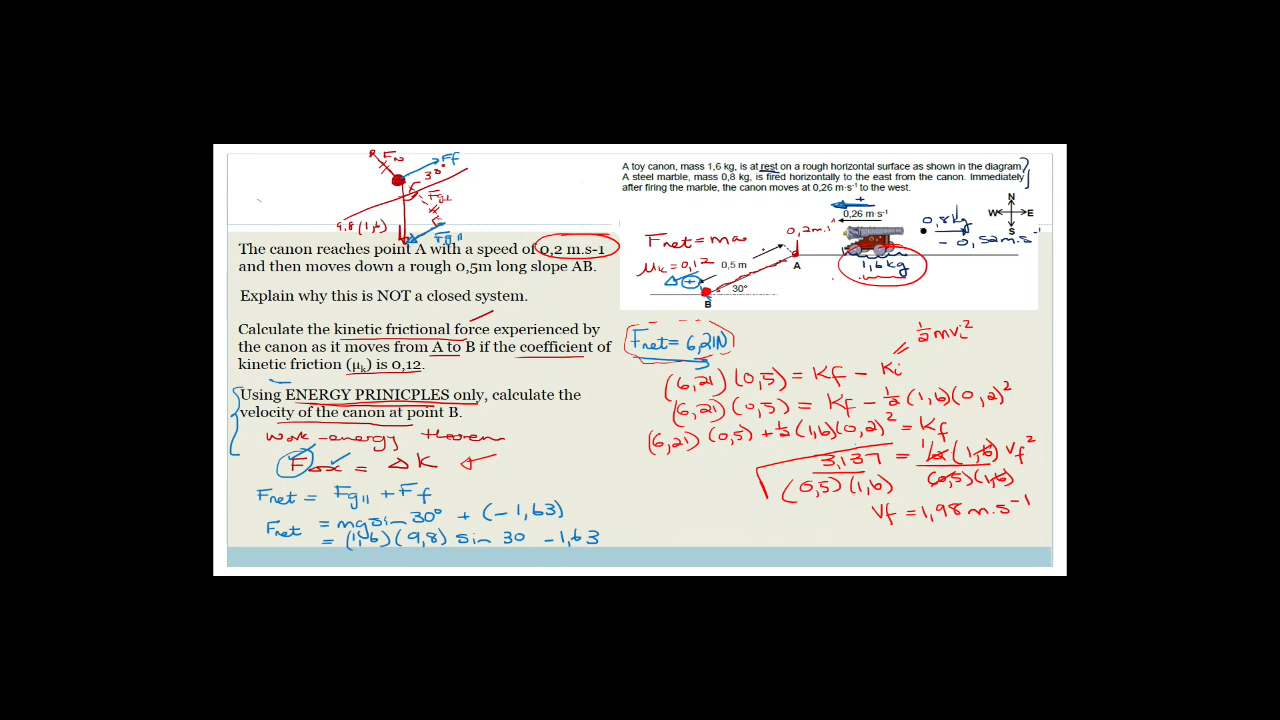 A toy canon, mass 1,6 kg, is at rest on a rough horizontal surface as shown in the diagram.
A steel marble, mass 0,8 kg, is fired horizontally to the east from the canon. Immediately
after firing the marble, the canon moves at 0,26 m·s⁻¹ to the west.
FN
Ff
30°
Fg⊥
9.8(1,6)
Fg||
+
0,26 m s⁻¹
0,8kg
N
W E
S
0,2m.s⁻¹
- 0,52m.s⁻¹
Fnet = ma
μk = 0,12
0,5 m
A
1,6kg
+
30°
B
The canon reaches point A with a speed of 0,2 m.s-1
and then moves down a rough 0,5m long slope AB.
Explain why this is NOT a closed system.
Calculate the kinetic frictional force experienced by
the canon as it moves from A to B if the coefficient of
kinetic friction (μk) is 0,12.
Using ENERGY PRINICPLES only, calculate the
velocity of the canon at point B.
work-energy theorem
F Δx = ΔK
Fnet = Fg|| + Ff
Fnet = mg sin 30° + (-1,63)
= (1,6)(9,8) sin 30 - 1,63
Fnet = 6,21N
½mvi²
(6,21)(0,5) = Kf - Ki
(6,21)(0,5) = Kf - ½(1,6)(0,2)²
(6,21)(0,5) + ½(1,6)(0,2)² = Kf
3,137 = ½(1,6) Vf²
(0,5)(1,6) (0,5)(1,6)
Vf = 1,98 m.s⁻¹